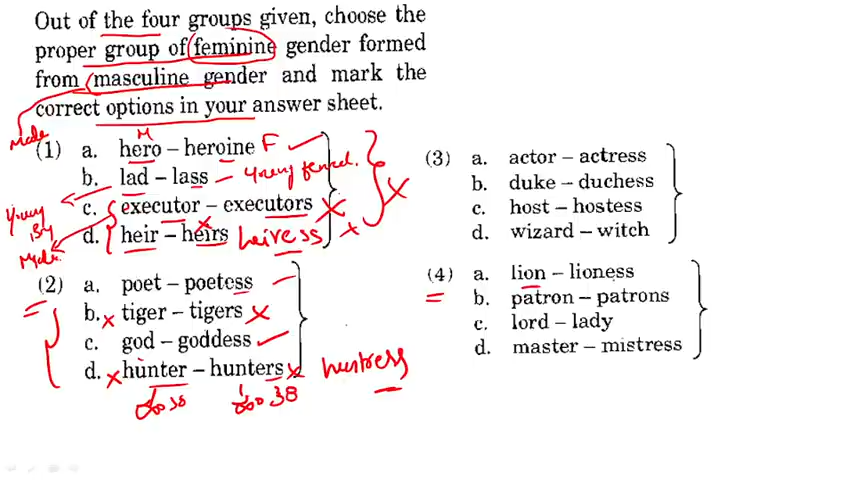 Out of the four groups given, choose the
proper group of feminine gender formed
from masculine gender and mark the
correct options in your answer sheet.
Male
M
(1) a. hero – heroine F
b. lad – lass
c. executor – executors
d. heir – heirs heiress
(2) a. poet – poetess
b. tiger – tigers
c. god – goddess
d. hunter – hunters huntress
(3) a. actor – actress
b. duke – duchess
c. host – hostess
d. wizard – witch
(4) a. lion – lioness
b. patron – patrons
c. lord – lady
d. master – mistress